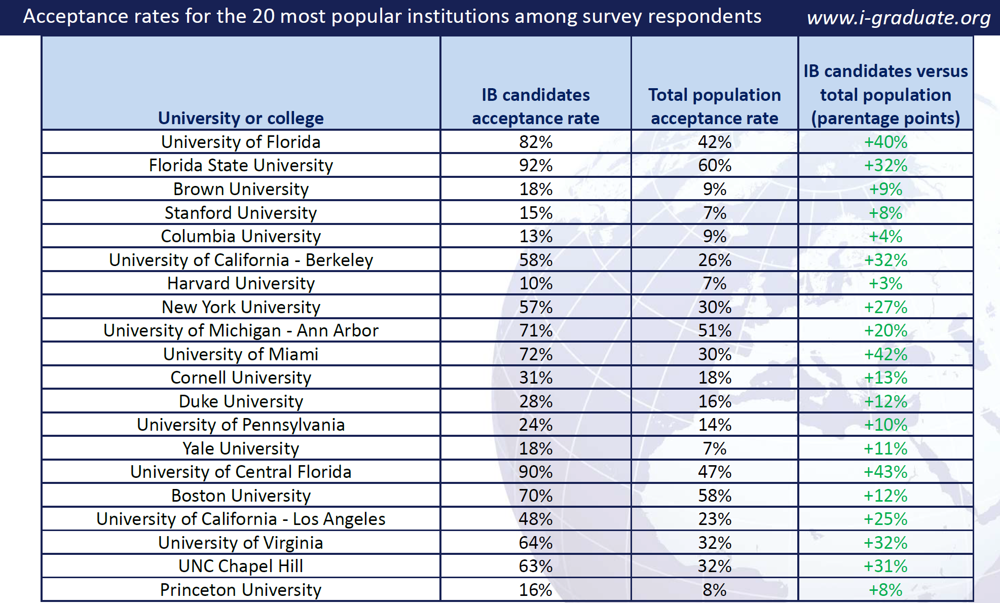 Acceptance rates for the 20 most popular institutions among survey respondents www.i-graduate.org
University or college IB candidates acceptance rate Total population acceptance rate IB candidates versus total population (parentage points)
University of Florida 82% 42% +40%
Florida State University 92% 60% +32%
Brown University 18% 9% +9%
Stanford University 15% 7% +8%
Columbia University 13% 9% +4%
University of California - Berkeley 58% 26% +32%
Harvard University 10% 7% +3%
New York University 57% 30% +27%
University of Michigan - Ann Arbor 71% 51% +20%
University of Miami 72% 30% +42%
Cornell University 31% 18% +13%
Duke University 28% 16% +12%
University of Pennsylvania 24% 14% +10%
Yale University 18% 7% +11%
University of Central Florida 90% 47% +43%
Boston University 70% 58% +12%
University of California - Los Angeles 48% 23% +25%
University of Virginia 64% 32% +32%
UNC Chapel Hill 63% 32% +31%
Princeton University 16% 8% +8%